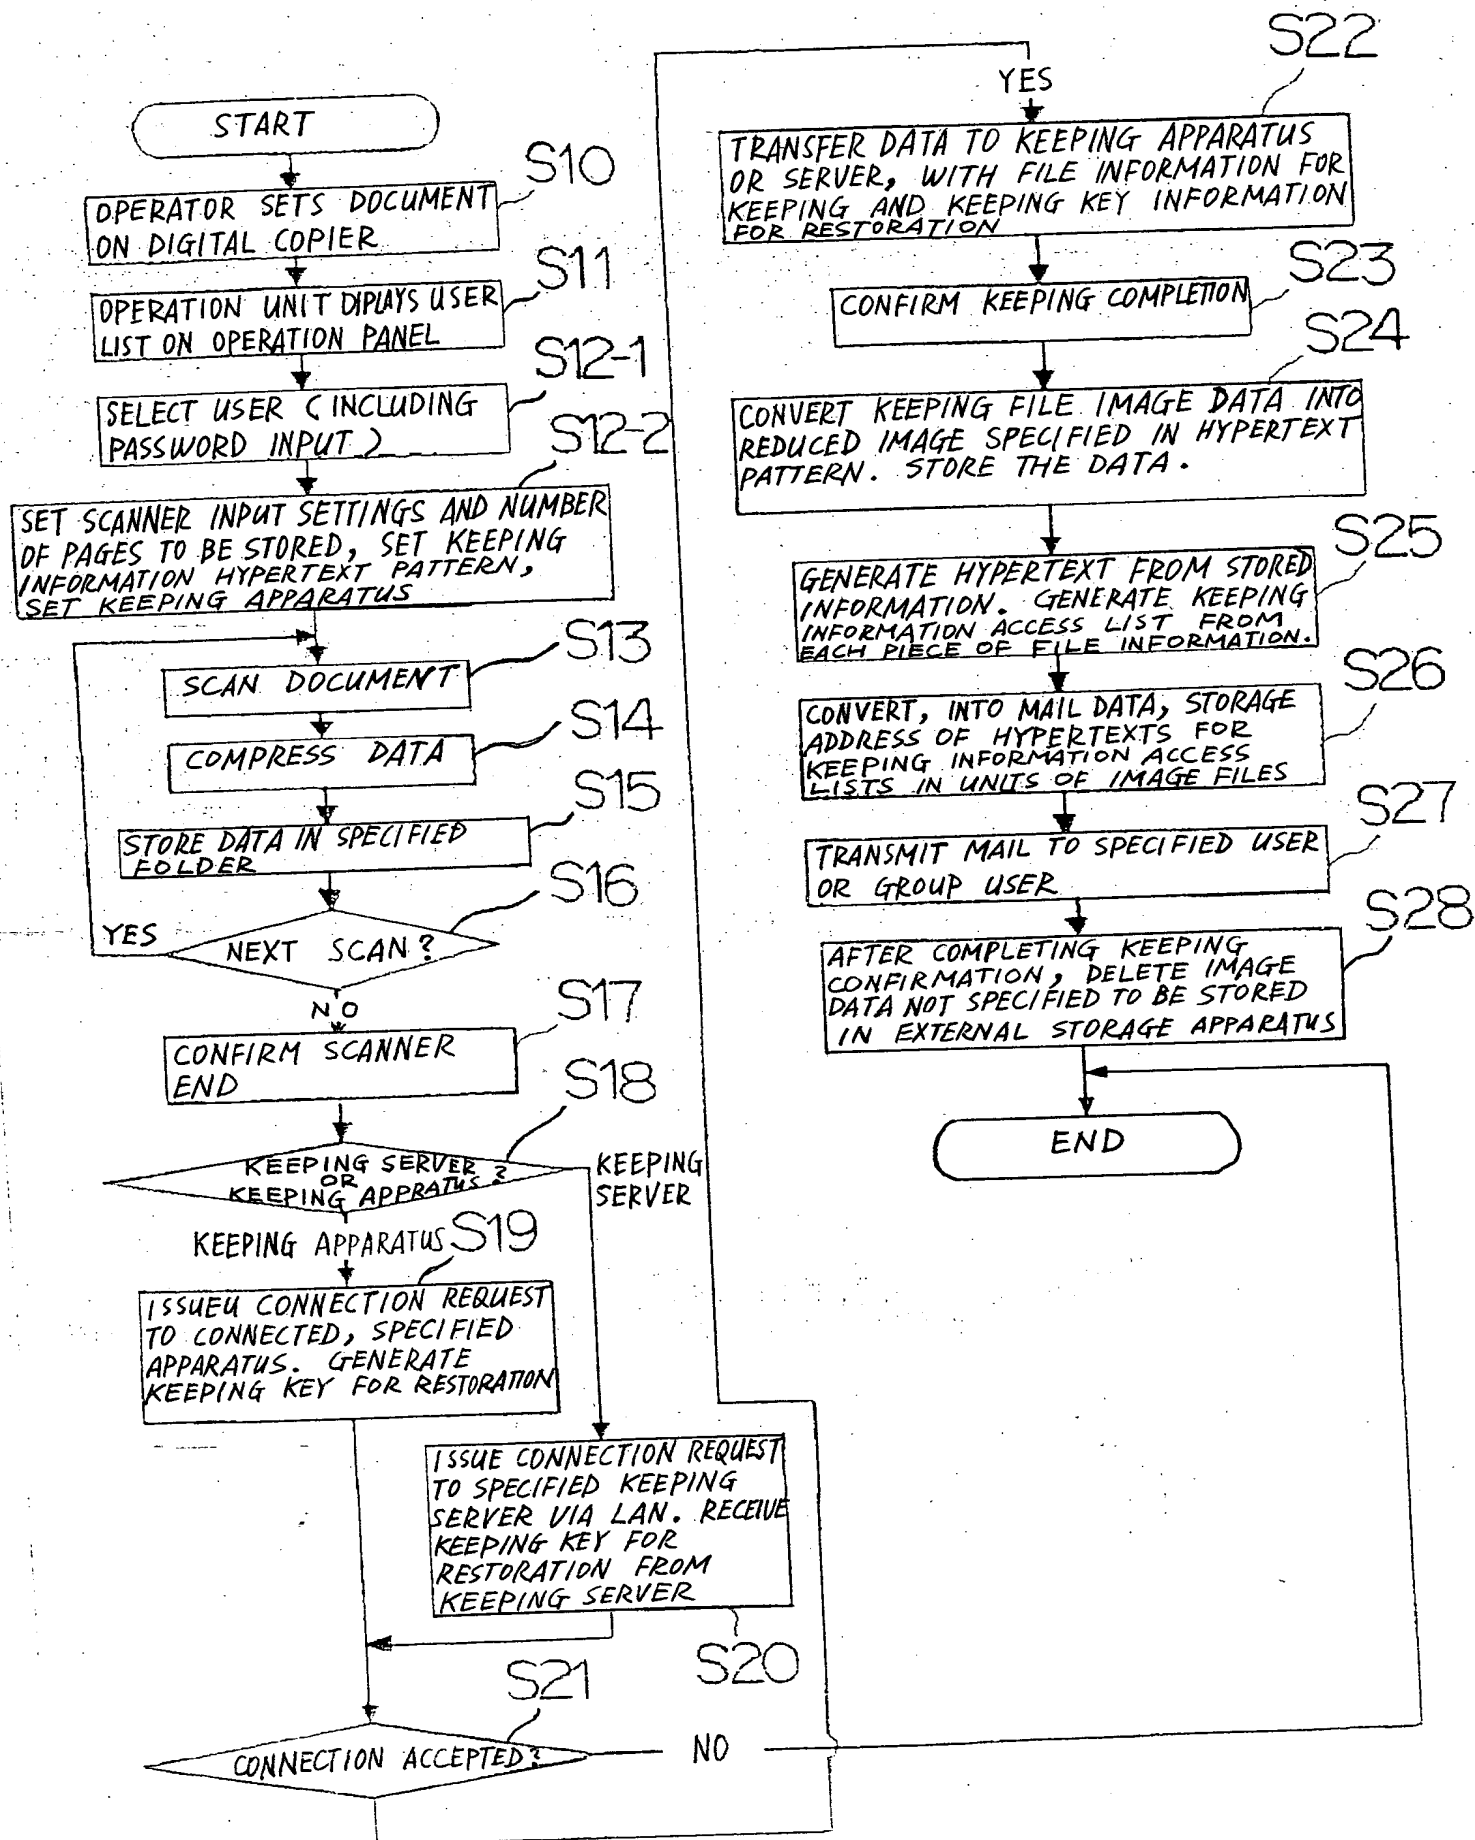 START
S10
OPERATOR SETS DOCUMENT
ON DIGITAL COPIER
S11
OPERATION UNIT DIPLAYS USER
LIST ON OPERATION PANEL
S12-1
SELECT USER (INCLUDING
PASSWORD INPUT)
S12-2
SET SCANNER INPUT SETTINGS AND NUMBER
OF PAGES TO BE STORED, SET KEEPING
INFORMATION HYPERTEXT PATTERN,
SET KEEPING APPARATUS
S13
SCAN DOCUMENT
S14
COMPRESS DATA
S15
STORE DATA IN SPECIFIED
FOLDER
S16
YES
NEXT SCAN?
NO
S17
CONFIRM SCANNER
END
S18
KEEPING SERVER
OR
KEEPING APPRATUS?
KEEPING
SERVER
KEEPING APPARATUS
S19
ISSUEU CONNECTION REQUEST
TO CONNECTED, SPECIFIED
APPARATUS. GENERATE
KEEPING KEY FOR RESTORATION
ISSUE CONNECTION REQUEST
TO SPECIFIED KEEPING
SERVER VIA LAN. RECEIVE
KEEPING KEY FOR
RESTORATION FROM
KEEPING SERVER
S20
S21
CONNECTION ACCEPTED?
NO
YES
S22
TRANSFER DATA TO KEEPING APPARATUS
OR SERVER, WITH FILE INFORMATION FOR
KEEPING AND KEEPING KEY INFORMATION
FOR RESTORATION
S23
CONFIRM KEEPING COMPLETION
S24
CONVERT KEEPING FILE IMAGE DATA INTO
REDUCED IMAGE SPECIFIED IN HYPERTEXT
PATTERN. STORE THE DATA.
S25
GENERATE HYPERTEXT FROM STORED
INFORMATION. GENERATE KEEPING
INFORMATION ACCESS LIST FROM
EACH PIECE OF FILE INFORMATION.
S26
CONVERT, INTO MAIL DATA, STORAGE
ADDRESS OF HYPERTEXTS FOR
KEEPING INFORMATION ACCESS
LISTS IN UNITS OF IMAGE FILES
S27
TRANSMIT MAIL TO SPECIFIED USER
OR GROUP USER
S28
AFTER COMPLETING KEEPING
CONFIRMATION, DELETE IMAGE
DATA NOT SPECIFIED TO BE STORED
IN EXTERNAL STORAGE APPARATUS
END